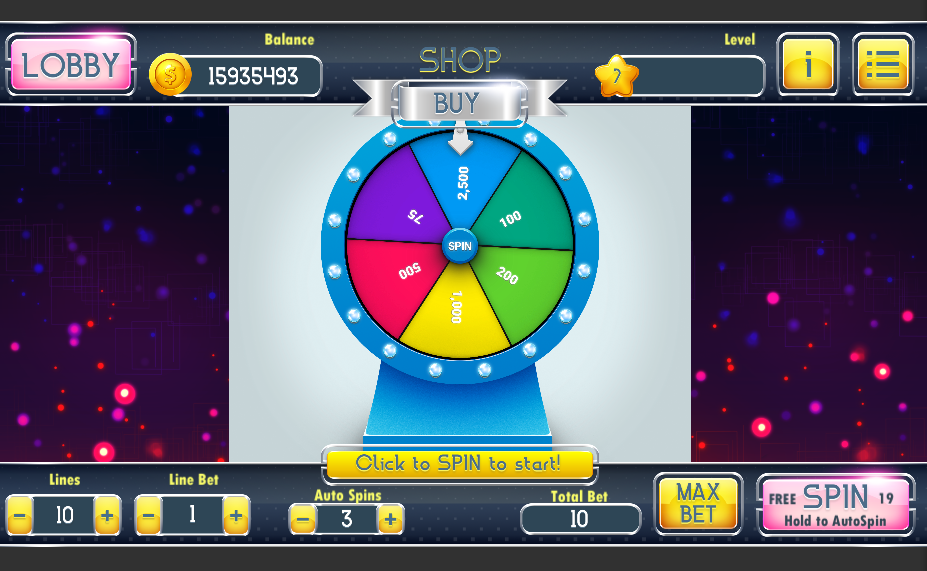 LOBBY
Balance
$
15935493
SHOP
BUY
Level
7
i
2,500
75
100
SPIN
500
200
1,000
Click to SPIN to start!
Lines
- 10 +
Line Bet
- 1 +
Auto Spins
- 3 +
Total Bet
10
MAX
BET
FREE SPIN 19
Hold to AutoSpin